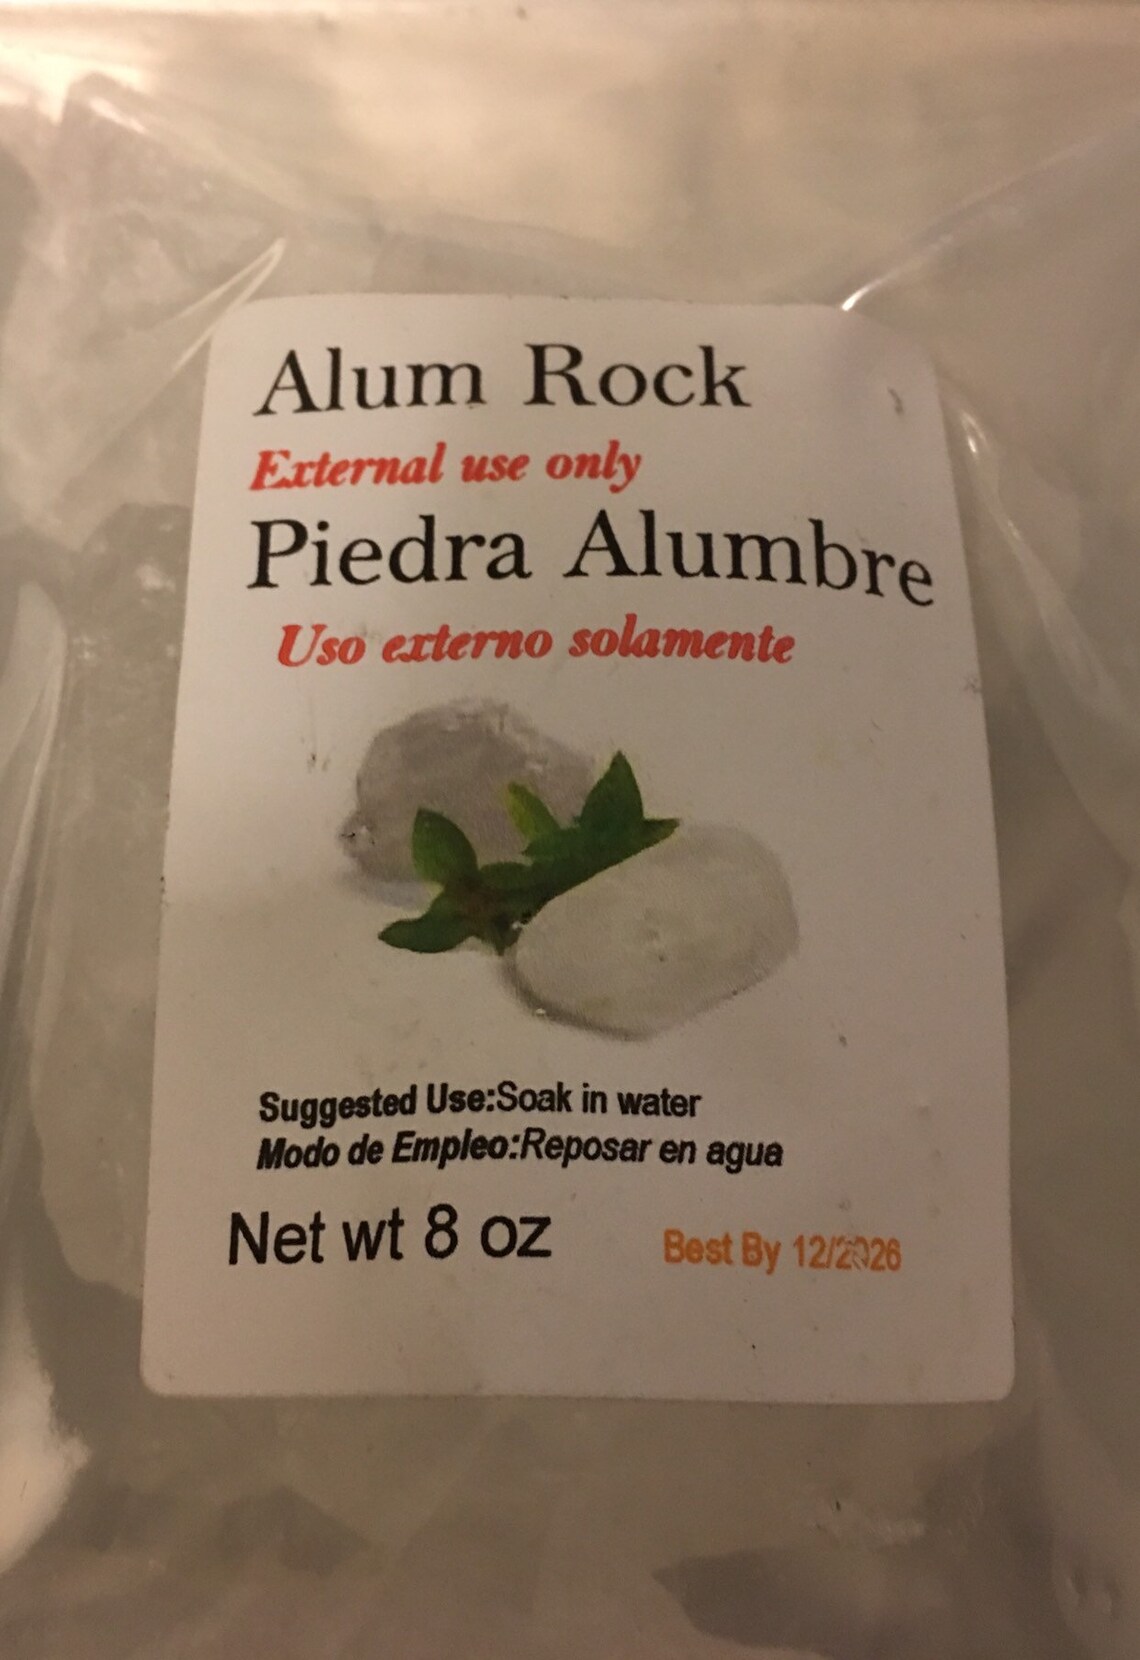 Alum Rock
External use only
Piedra Alumbre
Uso externo solamente
Suggested Use:Soak in water
Modo de Empleo:Reposar en agua
Net wt 8 oz
Best By 12/2026